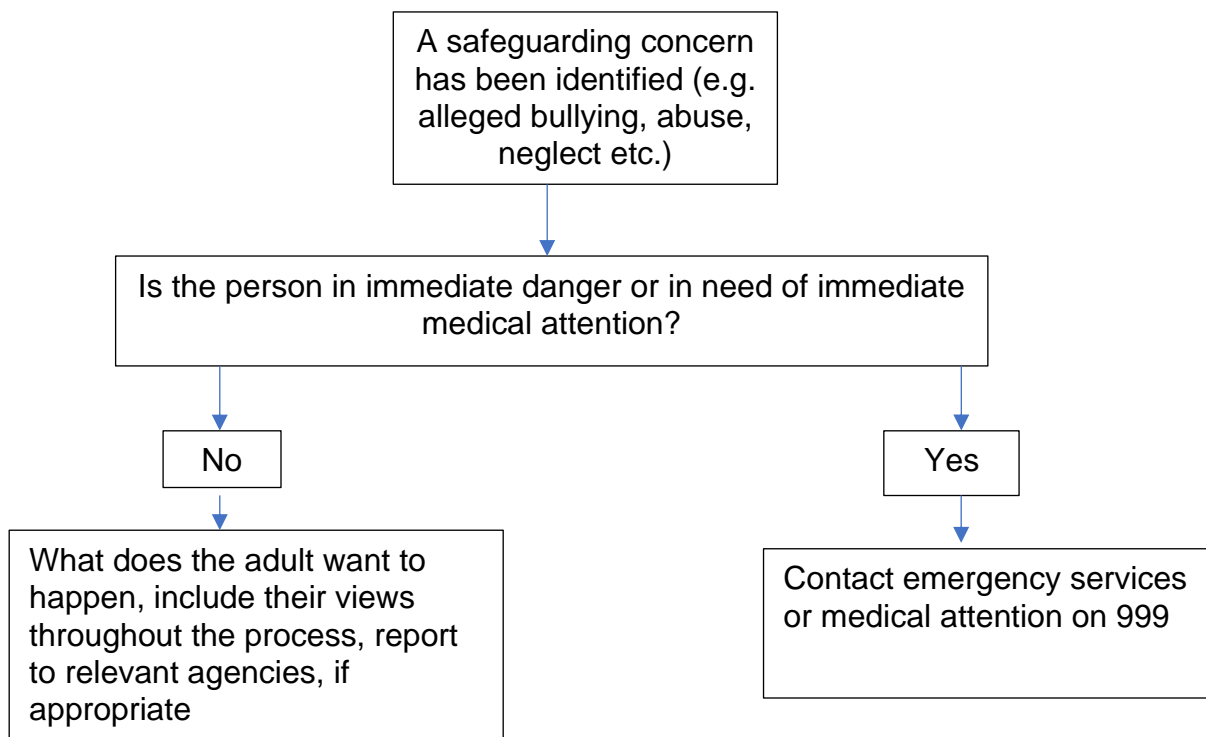 A safeguarding concern
has been identified (e.g.
alleged bullying, abuse,
neglect etc.)
Is the person in immediate danger or in need of immediate
medical attention?
No
Yes
What does the adult want to
happen, include their views
throughout the process, report
to relevant agencies, if
appropriate
Contact emergency services
or medical attention on 999